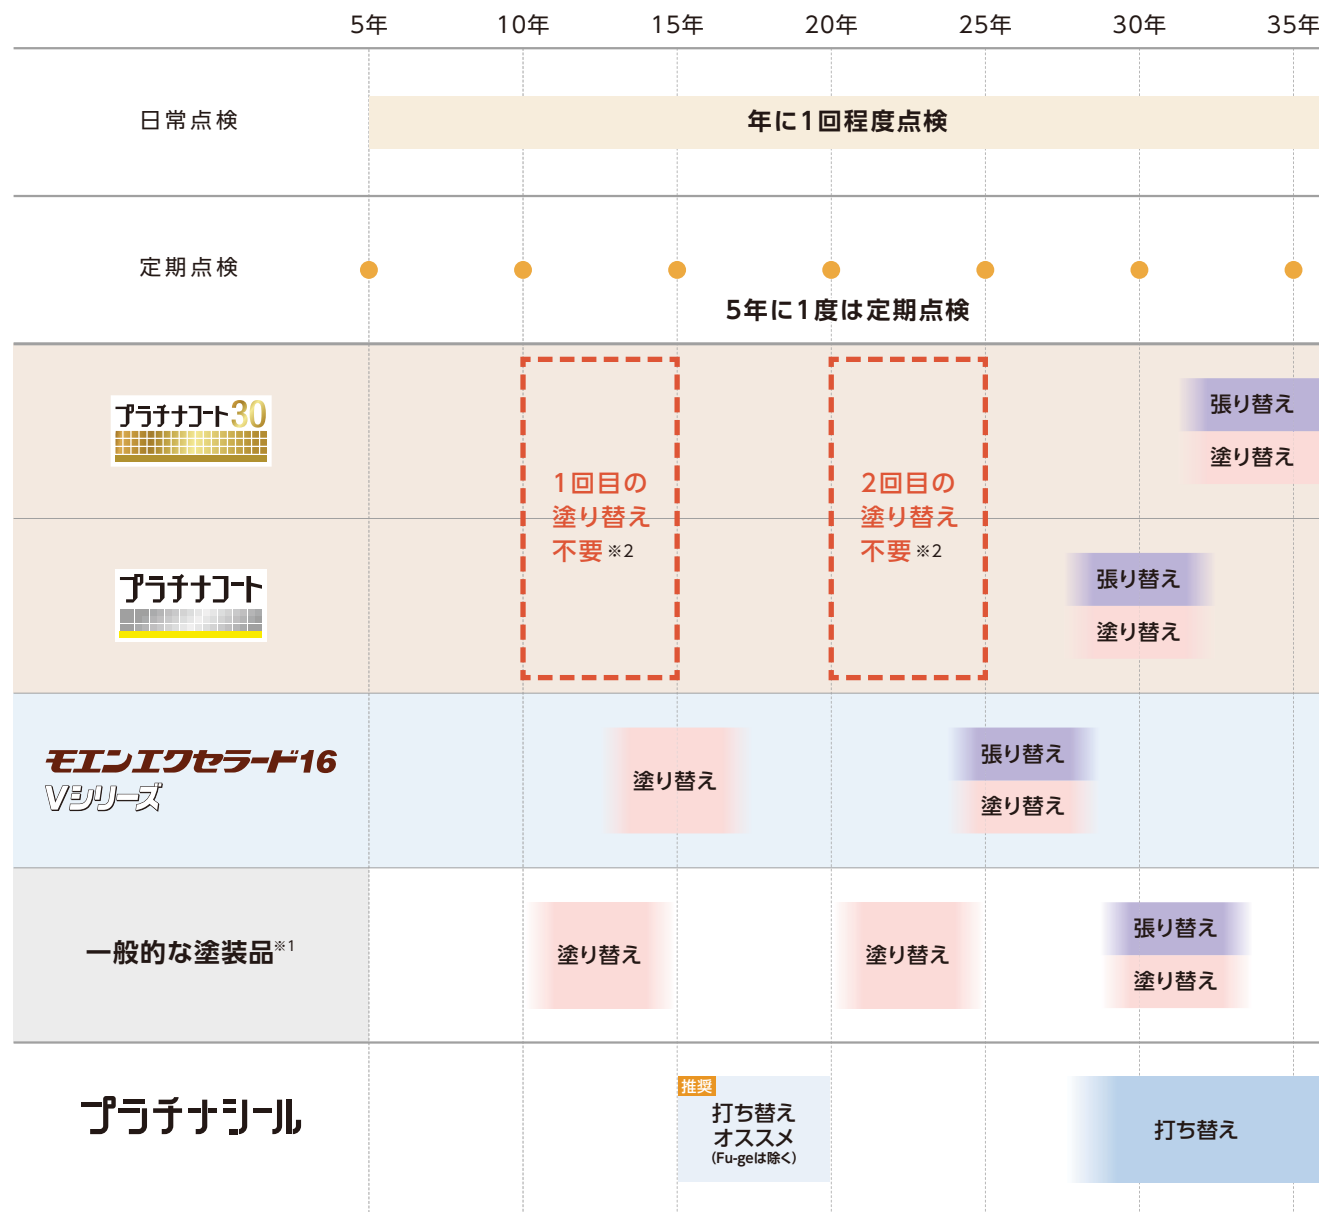 5年 10年 15年 20年 25年 30年 35年
日常点検
年に1回程度点検
定期点検
5年に1度は定期点検
プラチナコート30
張り替え
塗り替え
1回目の
塗り替え
不要※2
2回目の
塗り替え
不要※2
プラチナコート
張り替え
塗り替え
モエンエクセラード16
Vシリーズ
塗り替え
張り替え
塗り替え
一般的な塗装品※1
塗り替え
塗り替え
張り替え
塗り替え
プラチナシール
推奨
打ち替え
オススメ
(Fu-geは除く)
打ち替え